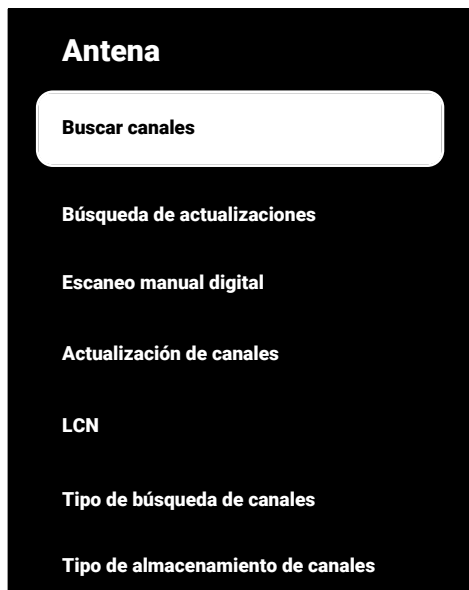 Antena
Buscar canales
Búsqueda de actualizaciones
Escaneo manual digital
Actualización de canales
LCN
Tipo de búsqueda de canales
Tipo de almacenamiento de canales